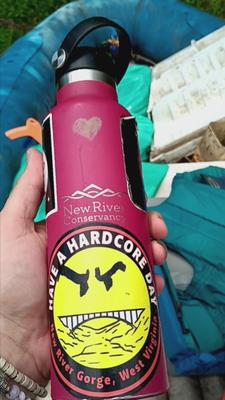 New River
Conservancy
HAVE A HARDCORE DAY
New River Gorge, West Virginia